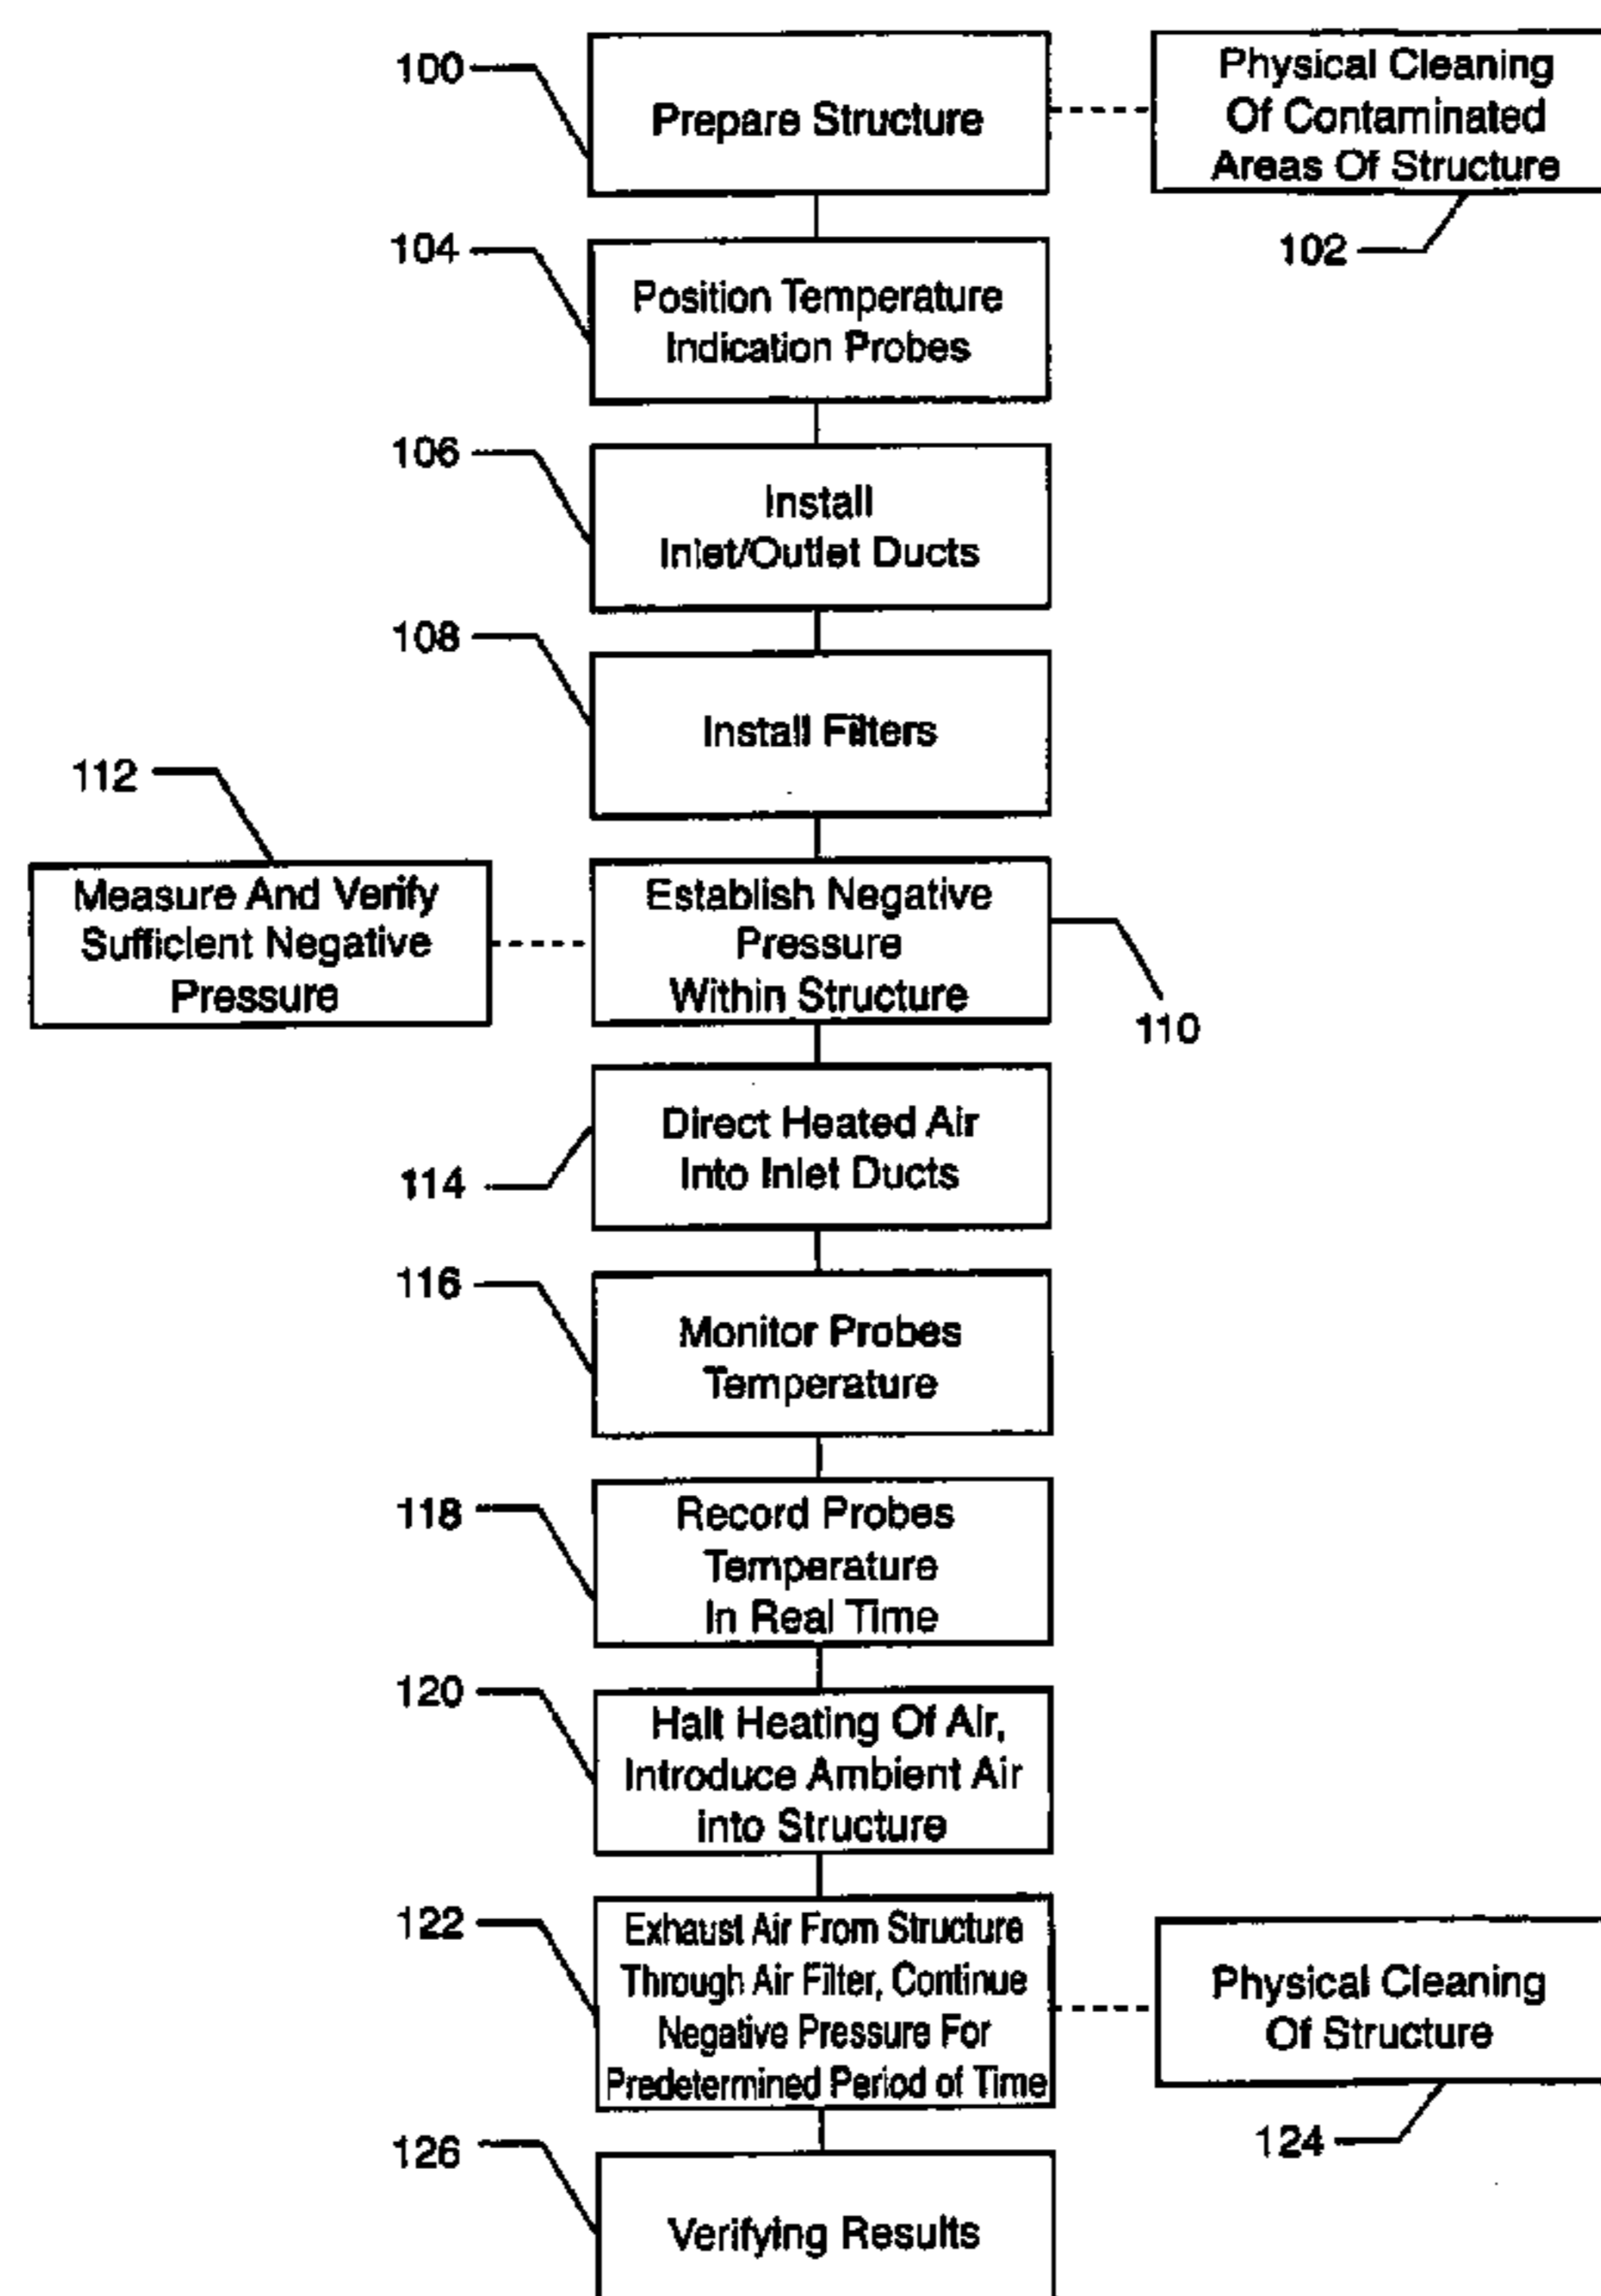 100
Prepare Structure
Physical Cleaning
Of Contaminated
Areas Of Structure
102
104
Position Temperature
Indication Probes
106
Install
Inlet/Outlet Ducts
108
Install Filters
112
Measure And Verify
Sufficient Negative
Pressure
Establish Negative
Pressure
Within Structure
110
Direct Heated Air
Into Inlet Ducts
114
116
Monitor Probes
Temperature
118
Record Probes
Temperature
In Real Time
120
Halt Heating Of Air,
Introduce Ambient Air
into Structure
122
Exhaust Air From Structure
Through Air Filter, Continue
Negative Pressure For
Predetermined Period of Time
Physical Cleaning
Of Structure
124
126
Verifying Results